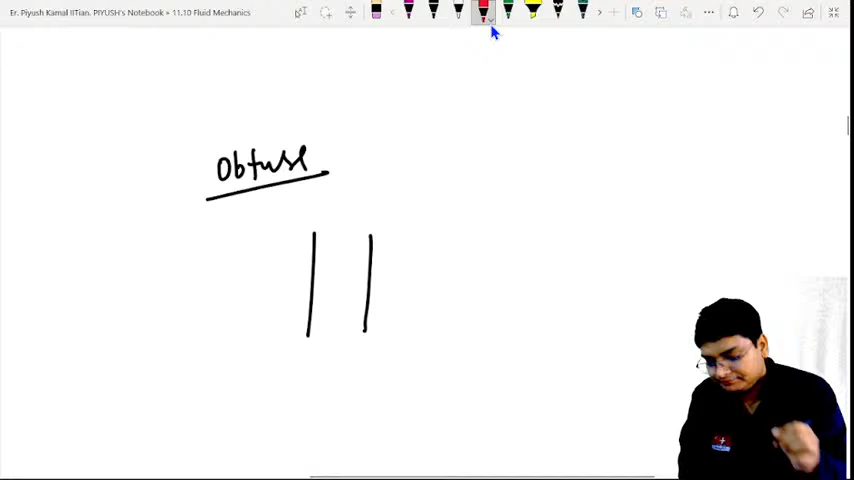 Er. Piyush Kamal IITian. PIYUSH's Notebook » 11.10 Fluid Mechanics
Obtuse